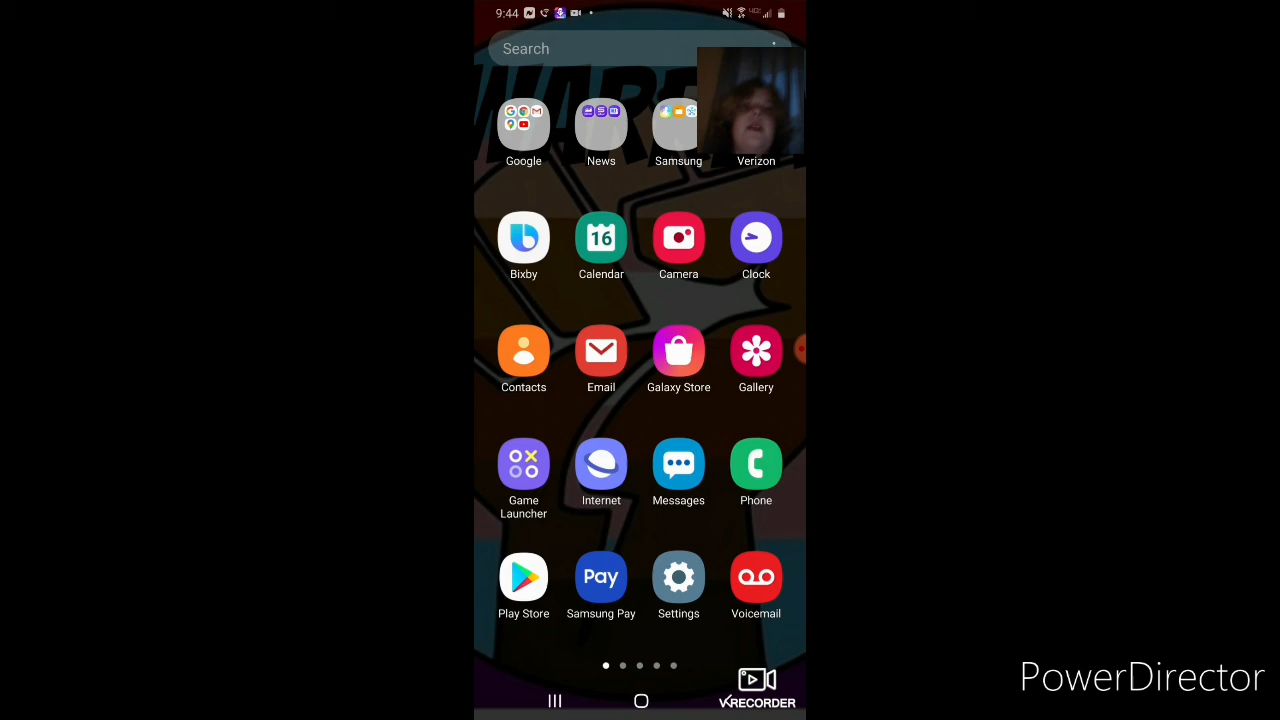 9:44
Search
Google News Samsung Verizon
16
Bixby Calendar Camera Clock
Contacts Email Galaxy Store Gallery
Game Launcher Internet Messages Phone
Pay
Play Store Samsung Pay Settings Voicemail
VRECORDER
PowerDirector